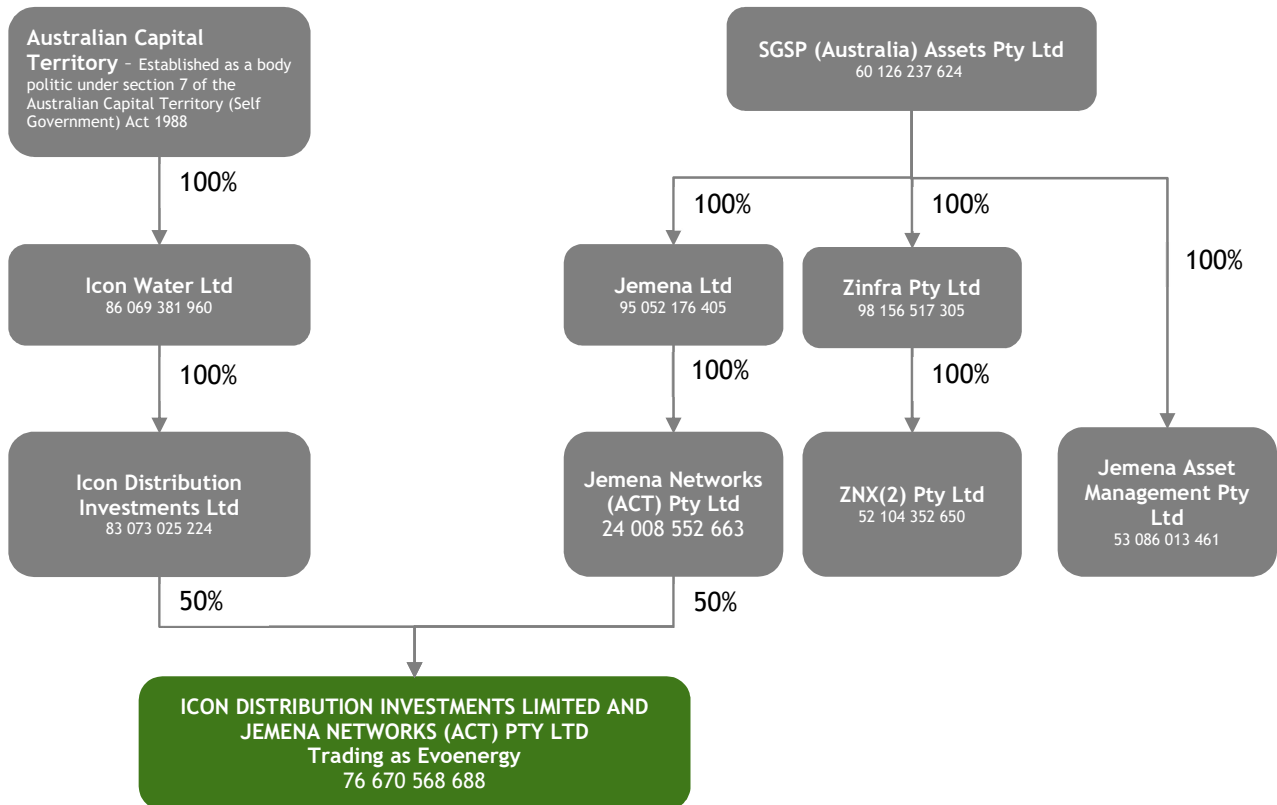 Australian Capital
Territory – Established as a body
politic under section 7 of the
Australian Capital Territory (Self
Government) Act 1988
SGSP (Australia) Assets Pty Ltd
60 126 237 624
100%
100%
100%
100%
Icon Water Ltd
86 069 381 960
Jemena Ltd
95 052 176 405
Zinfra Pty Ltd
98 156 517 305
100%
100%
100%
Icon Distribution
Investments Ltd
83 073 025 224
Jemena Networks
(ACT) Pty Ltd
24 008 552 663
ZNX(2) Pty Ltd
52 104 352 650
Jemena Asset
Management Pty
Ltd
53 086 013 461
50%
50%
ICON DISTRIBUTION INVESTMENTS LIMITED AND
JEMENA NETWORKS (ACT) PTY LTD
Trading as Evoenergy
76 670 568 688